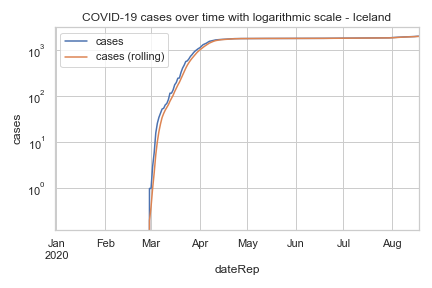 COVID-19 cases over time with logarithmic scale - Iceland
cases
cases (rolling)
10³
10²
10¹
10⁰
cases
Jan Feb Mar Apr May Jun Jul Aug
2020
dateRep